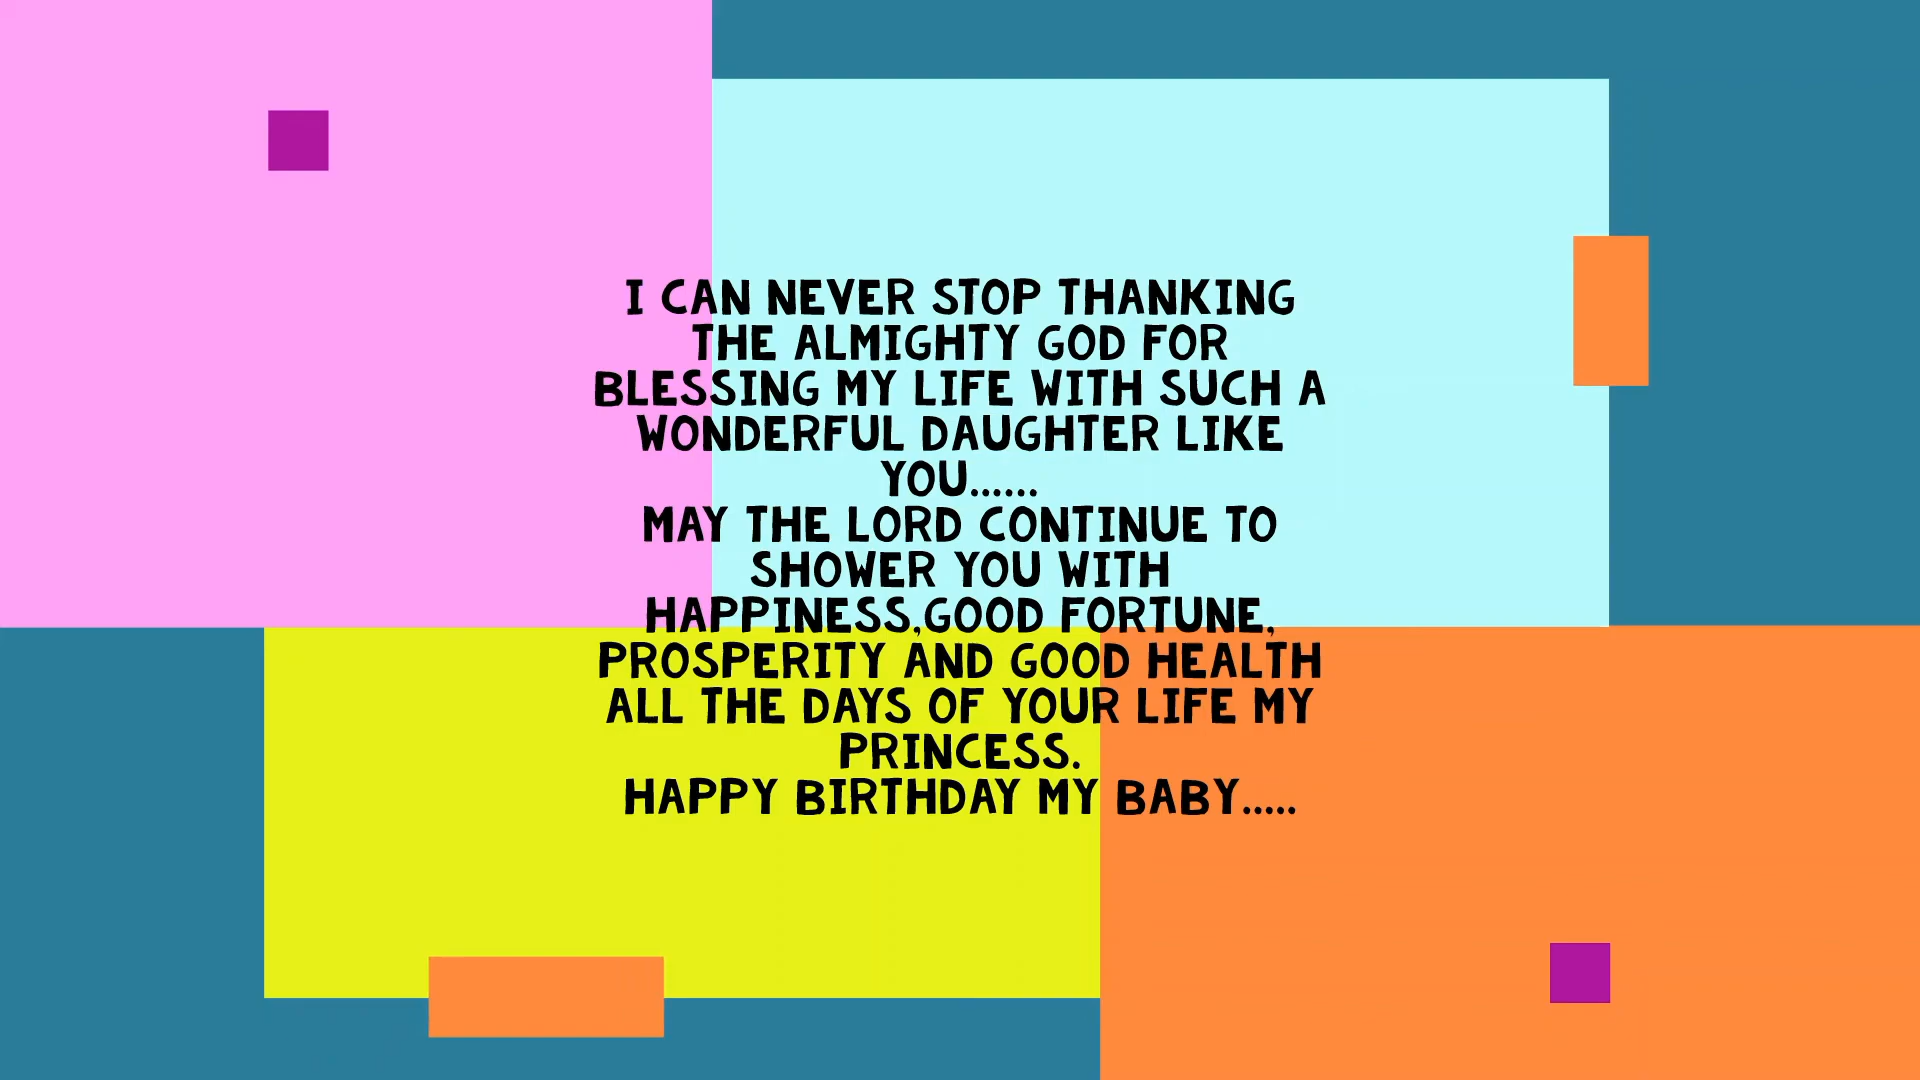 I CAN NEVER STOP THANKING
THE ALMIGHTY GOD FOR
BLESSING MY LIFE WITH SUCH A
WONDERFUL DAUGHTER LIKE
YOU......
MAY THE LORD CONTINUE TO
SHOWER YOU WITH
HAPPINESS,GOOD FORTUNE,
PROSPERITY AND GOOD HEALTH
ALL THE DAYS OF YOUR LIFE MY
PRINCESS.
HAPPY BIRTHDAY MY BABY.....